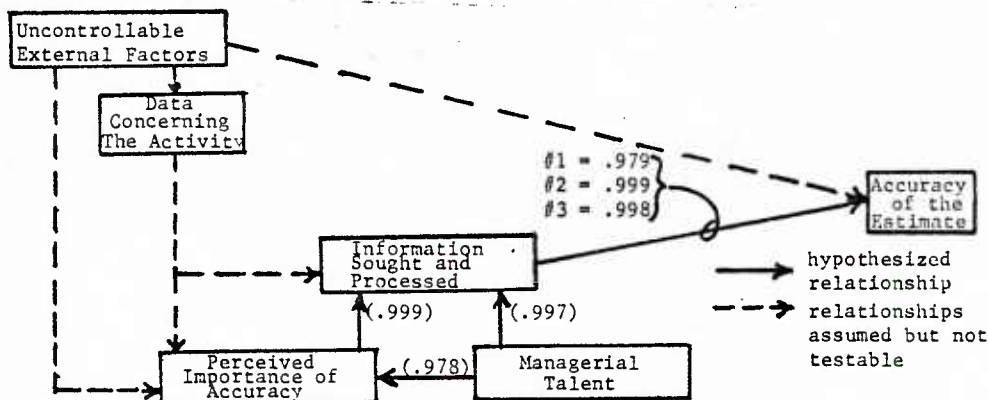 Uncontrollable
External Factors
Data
Concerning
The Activity
#1 = .979
#2 = .999
#3 = .998
Accuracy
of the
Estimate
Information
Sought and
Processed
hypothesized
relationship
(.999)
(.997)
relationships
assumed but not
testable
Perceived
Importance of
Accuracy
(.978)
Managerial
Talent